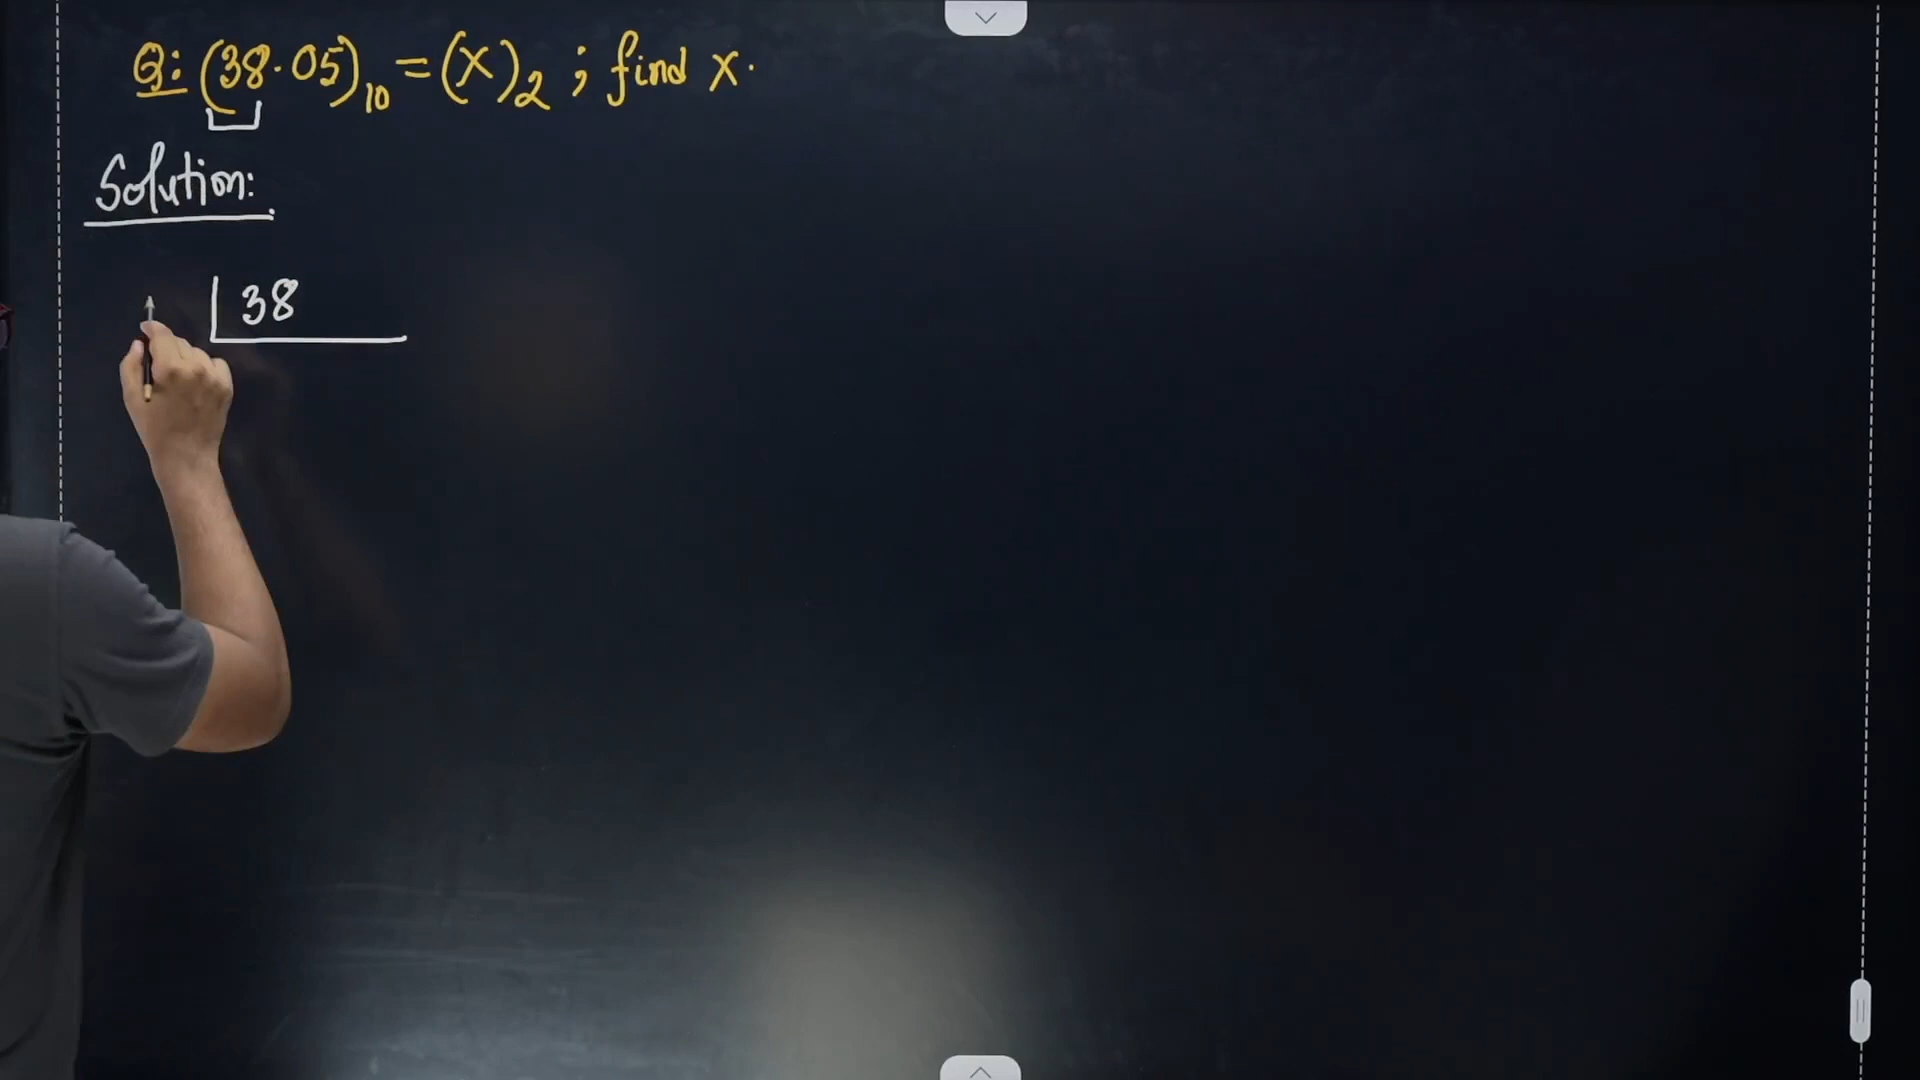 Q: (38.05)₁₀ = (X)₂ ; find X.
Solution:
38